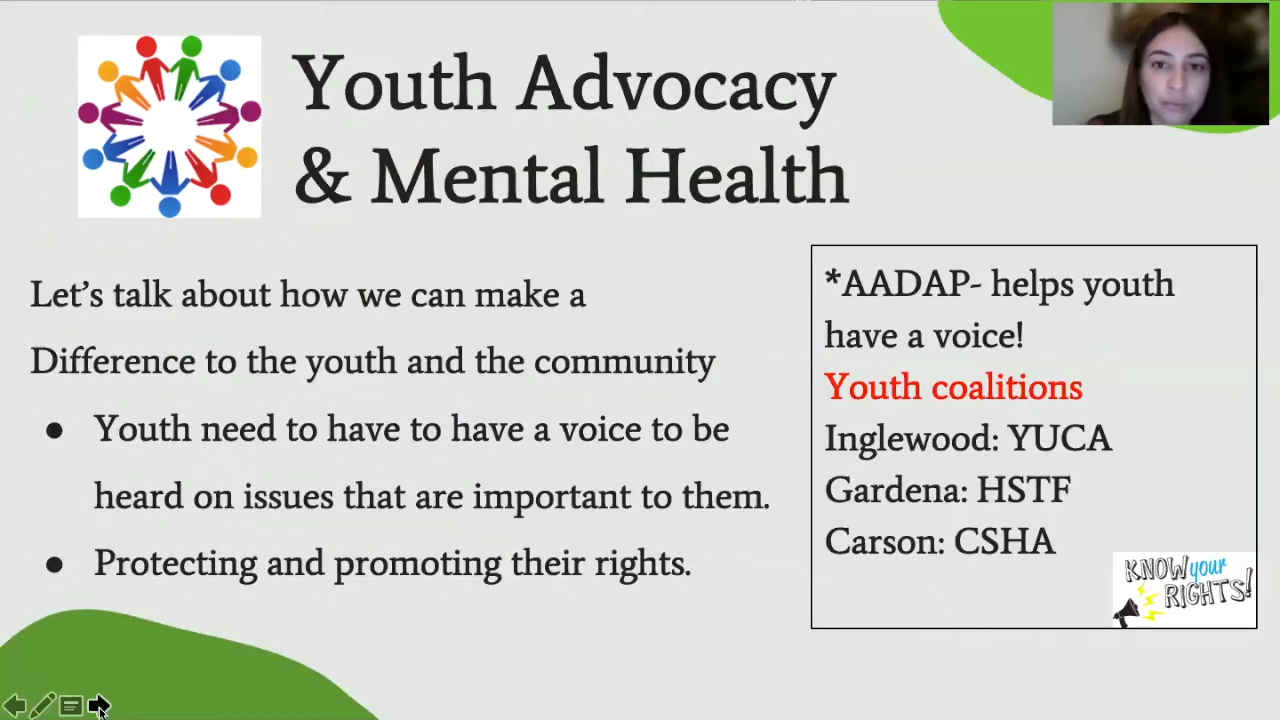 Youth Advocacy
& Mental Health
Let’s talk about how we can make a
Difference to the youth and the community
● Youth need to have to have a voice to be
heard on issues that are important to them.
● Protecting and promoting their rights.
*AADAP- helps youth
have a voice!
Youth coalitions
Inglewood: YUCA
Gardena: HSTF
Carson: CSHA
KNOW your
RIGHTS!